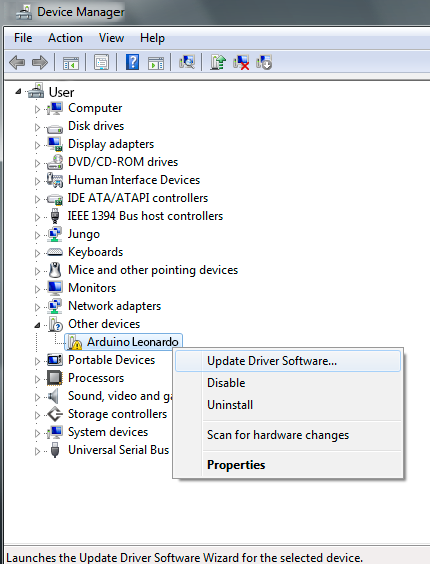 Device Manager
File Action View Help
User
Computer
Disk drives
Display adapters
DVD/CD-ROM drives
Human Interface Devices
IDE ATA/ATAPI controllers
IEEE 1394 Bus host controllers
Jungo
Keyboards
Mice and other pointing devices
Monitors
Network adapters
Other devices
Arduino Leonardo
Portable Devices
Processors
Sound, video and ga
Storage controllers
System devices
Universal Serial Bus
Update Driver Software...
Disable
Uninstall
Scan for hardware changes
Properties
Launches the Update Driver Software Wizard for the selected device.